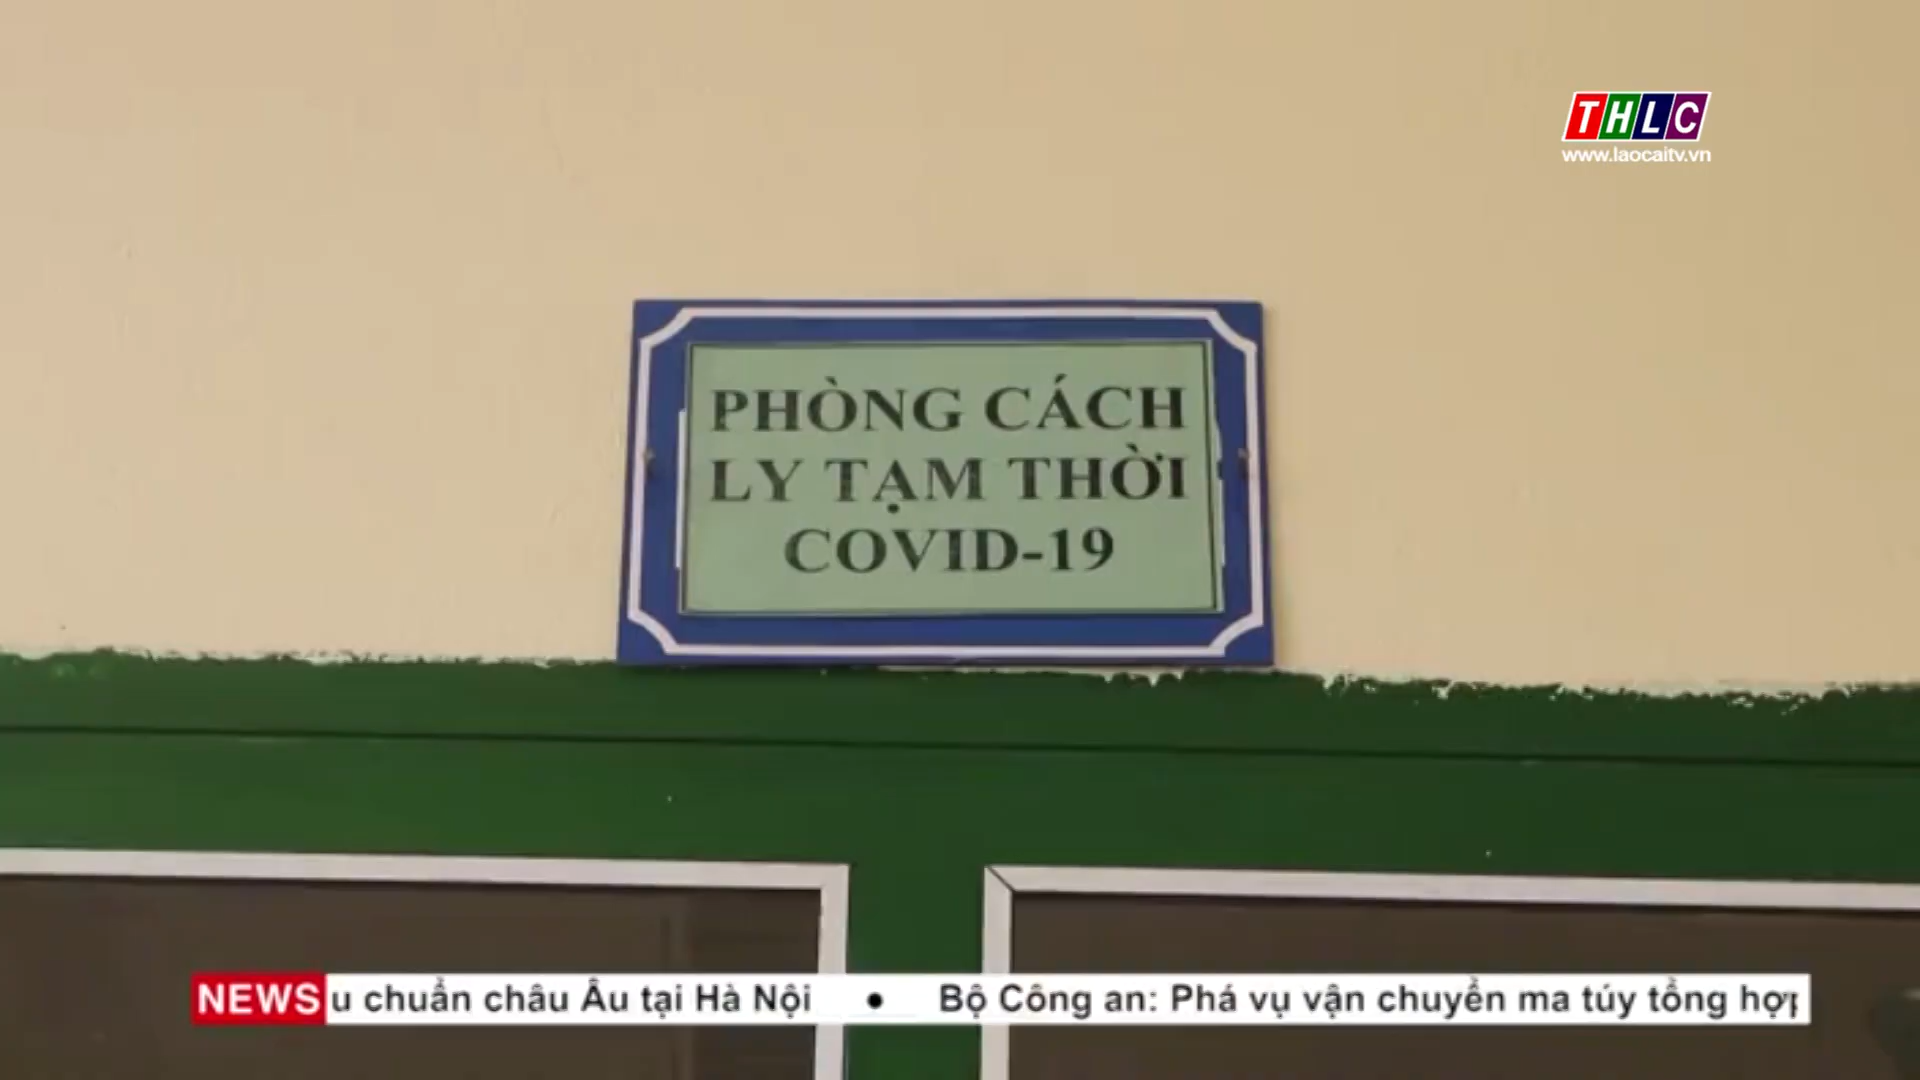 THLC
www.laocaitv.vn
PHÒNG CÁCH
LY TẠM THỜI
COVID-19
NEWS u chuẩn châu Âu tại Hà Nội • Bộ Công an: Phá vụ vận chuyển ma túy tổng hợp